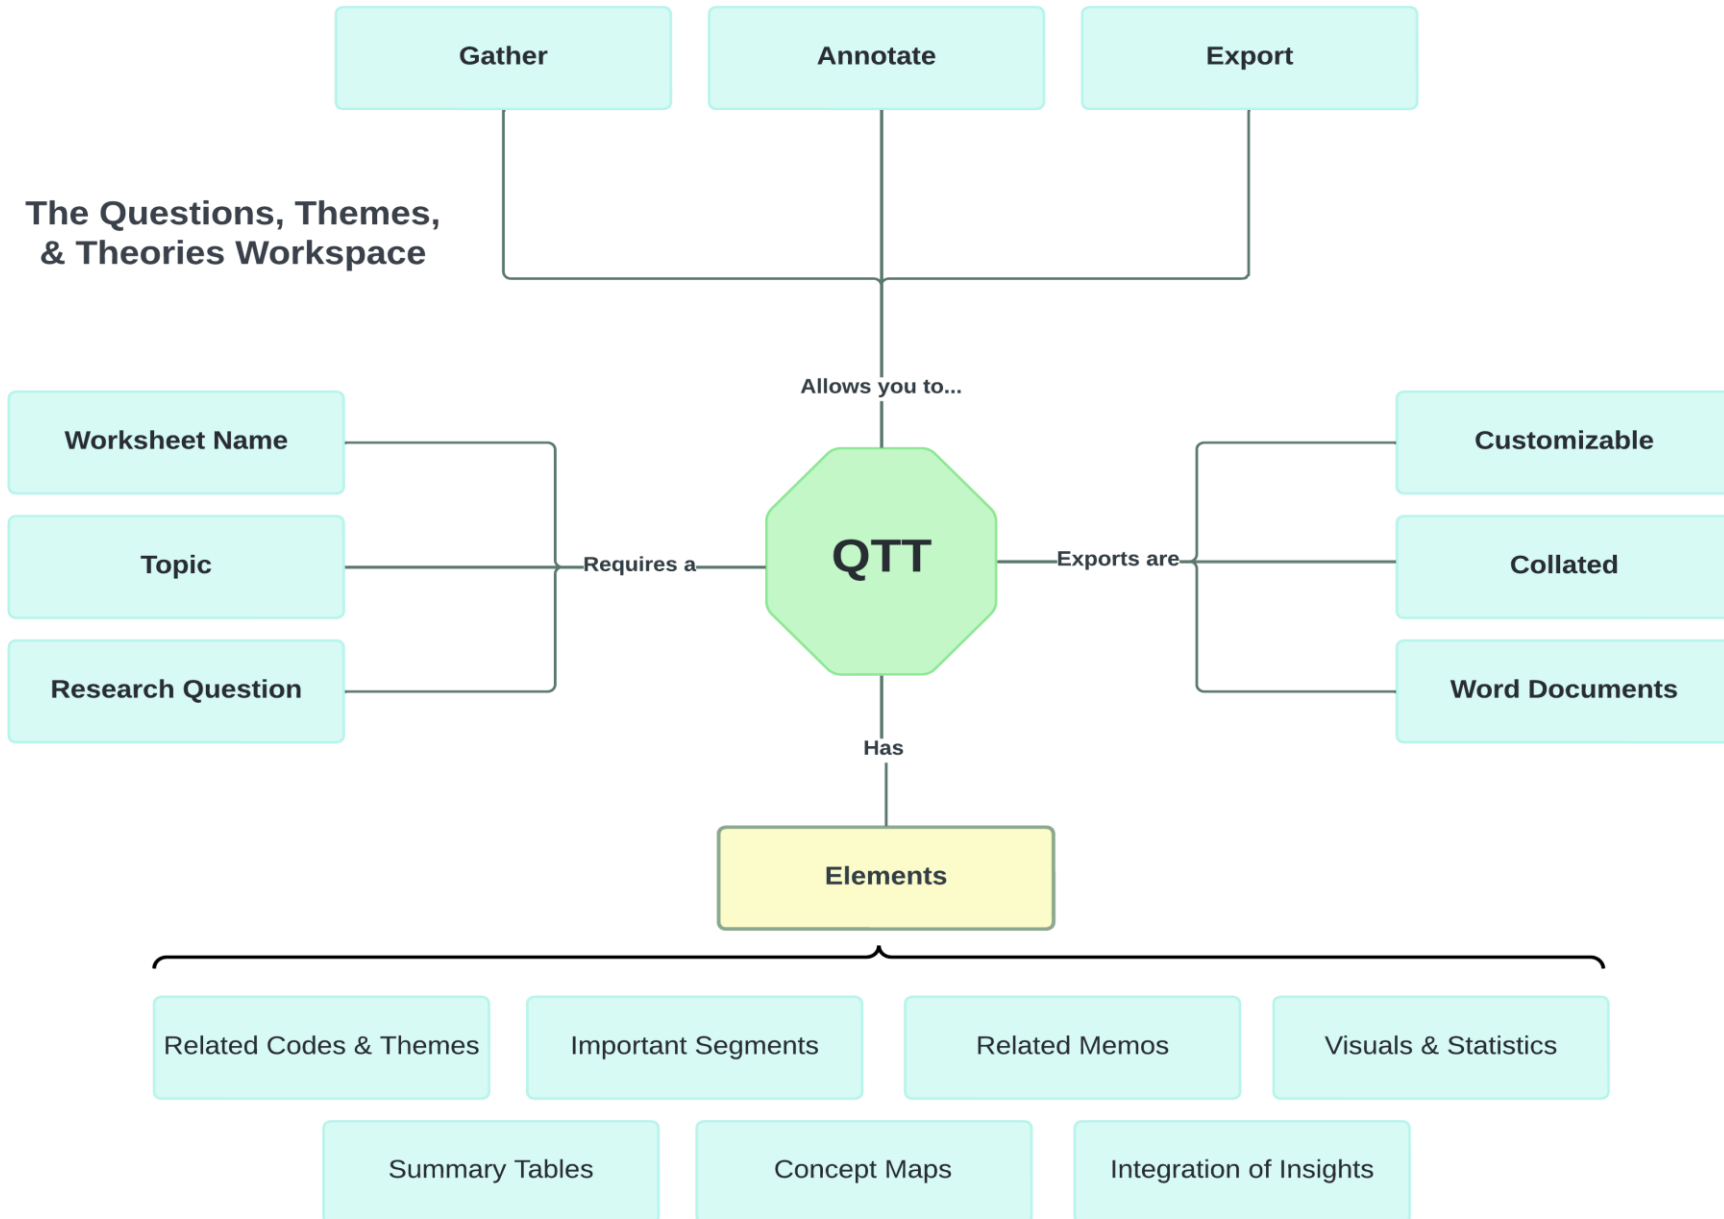 Gather
Annotate
Export
The Questions, Themes,
& Theories Workspace
Allows you to...
Worksheet Name
Topic
Research Question
Requires a
QTT
Exports are
Customizable
Collated
Word Documents
Has
Elements
Related Codes & Themes
Important Segments
Related Memos
Visuals & Statistics
Summary Tables
Concept Maps
Integration of Insights